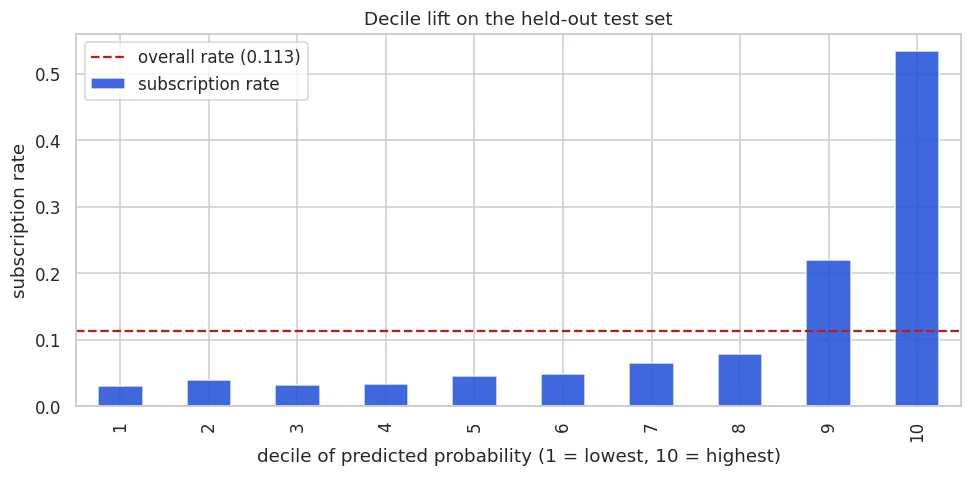 Decile lift on the held-out test set
overall rate (0.113)
subscription rate
subscription rate
0.5
0.4
0.3
0.2
0.1
0.0
1 2 3 4 5 6 7 8 9 10
decile of predicted probability (1 = lowest, 10 = highest)